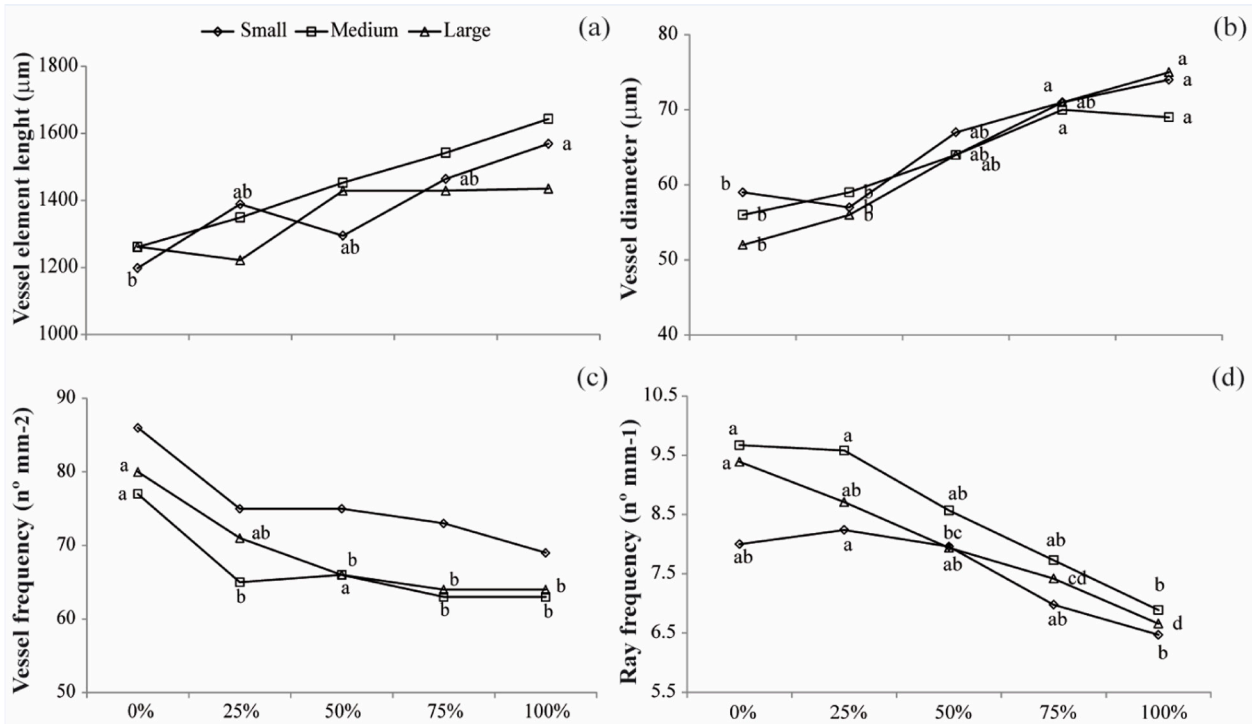 Small Medium Large
(a)
Vessel element lenght (µm)
1800
1600
1400
1200
1000
b
ab
ab
ab
a
(b)
Vessel diameter (µm)
80
70
60
50
40
b
b
b
b
b
b
ab
ab
ab
a
ab
a
a
a
a
(c)
Vessel frequency (nº mm-2)
90
80
70
60
50
a
a
ab
b
b
a
b
b
b
b
0% 25% 50% 75% 100%
(d)
Ray frequency (nº mm-1)
10.5
9.5
8.5
7.5
6.5
5.5
a
a
ab
a
ab
a
ab
bc
ab
ab
cd
ab
b
d
b
0% 25% 50% 75% 100%